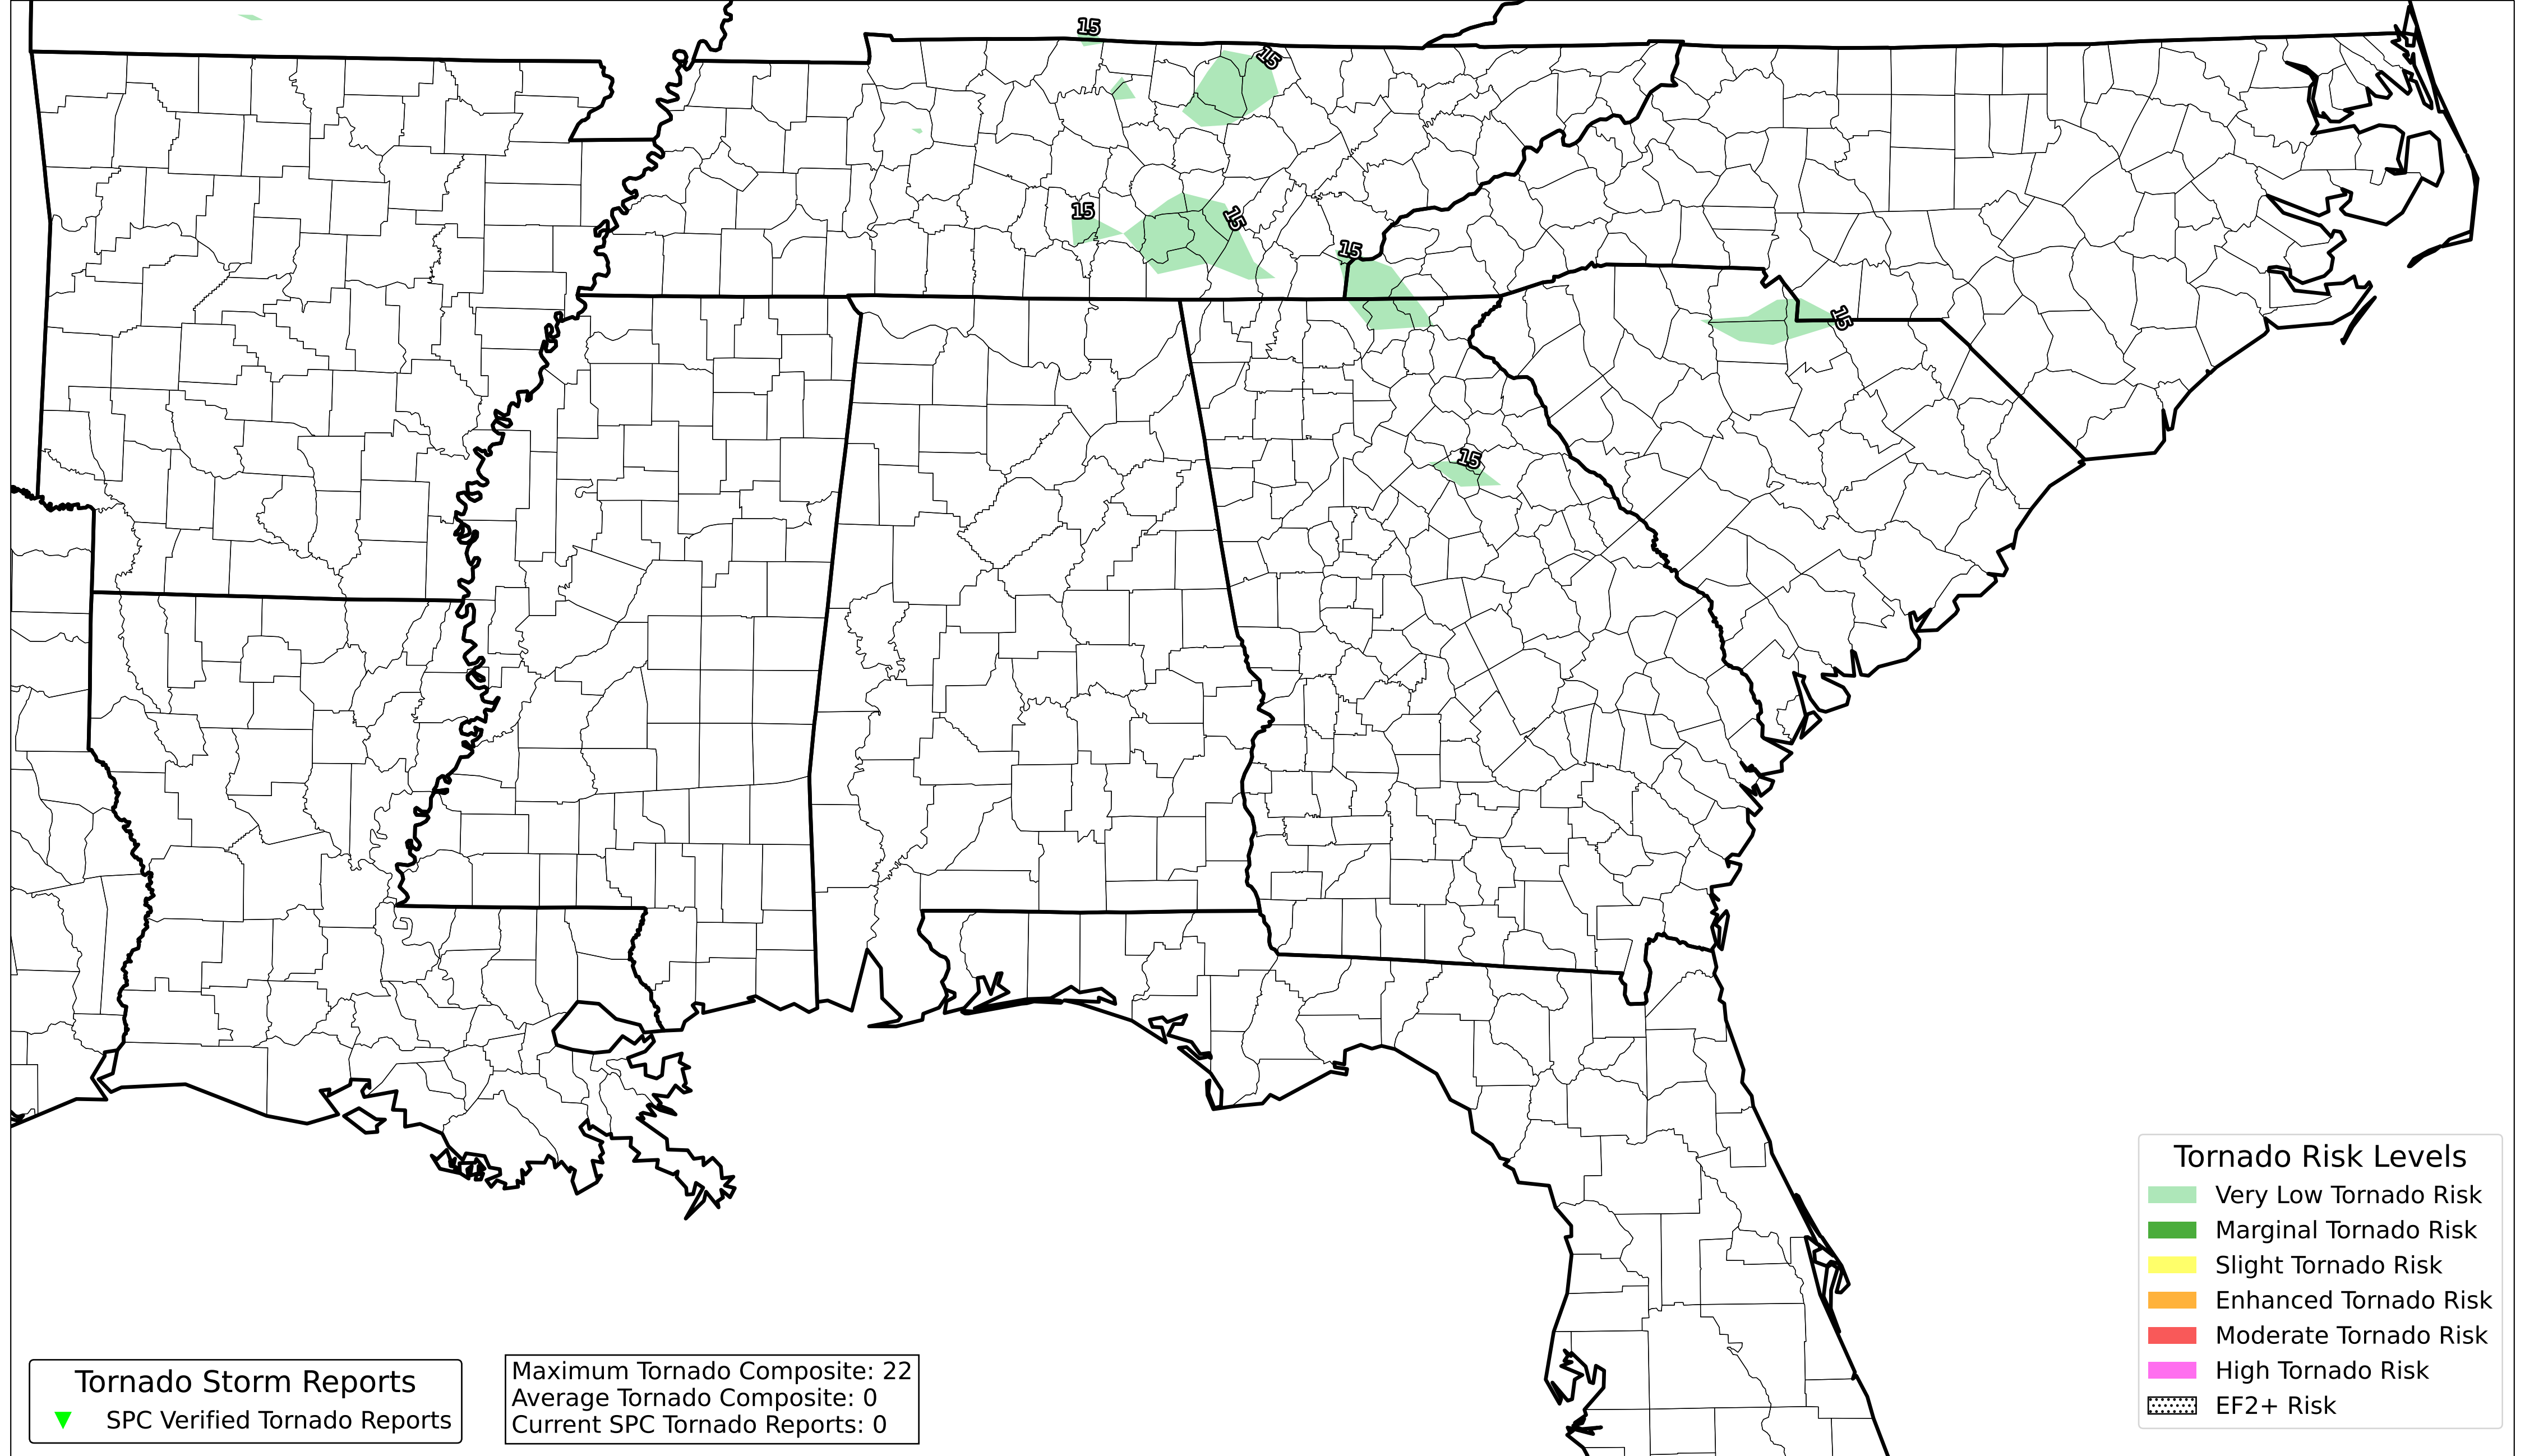 15
15
15
15
15
15
15
Tornado Storm Reports
SPC Verified Tornado Reports
Maximum Tornado Composite: 22
Average Tornado Composite: 0
Current SPC Tornado Reports: 0
Tornado Risk Levels
Very Low Tornado Risk
Marginal Tornado Risk
Slight Tornado Risk
Enhanced Tornado Risk
Moderate Tornado Risk
High Tornado Risk
EF2+ Risk